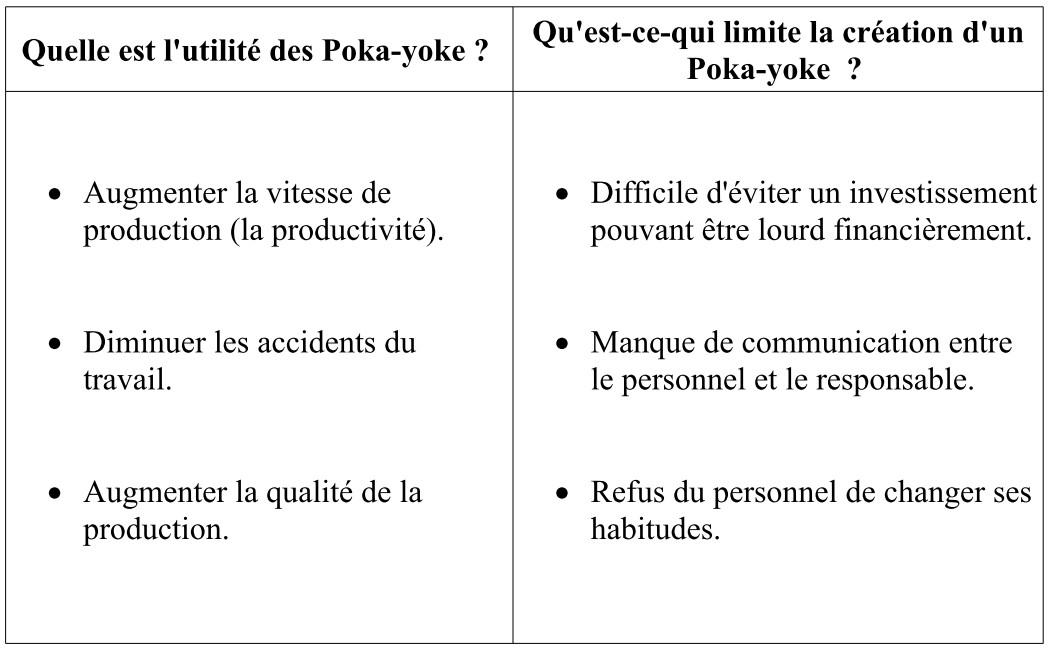 Quelle est l'utilité des Poka-yoke ?
Qu'est-ce-qui limite la création d'un
Poka-yoke ?
• Augmenter la vitesse de
production (la productivité).
• Diminuer les accidents du
travail.
• Augmenter la qualité de la
production.
• Difficile d'éviter un investissement
pouvant être lourd financièrement.
• Manque de communication entre
le personnel et le responsable.
• Refus du personnel de changer ses
habitudes.